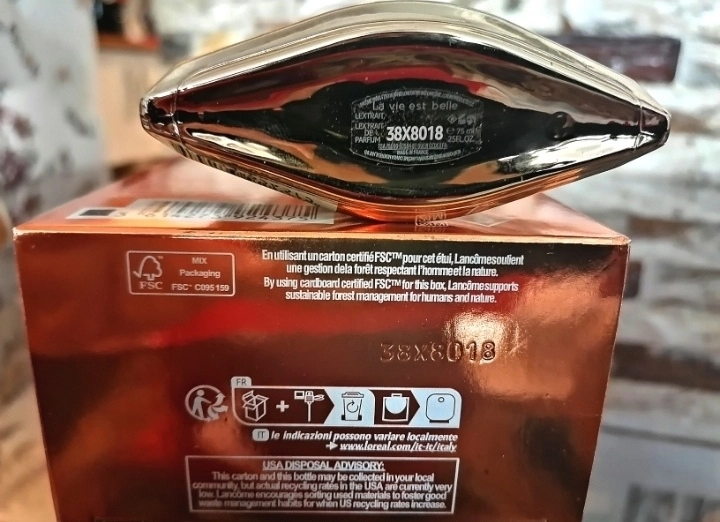 La vie est belle
L'EXTRAIT
L'EXTRAIT
DE
PARFUM
38X8018
e 25 ml
.25FL.OZ.
MADE IN FRANCE
FSC
MIX
Packaging
FSC™ C095159
En utilisant un carton certifié FSC™ pour cet étui, Lancôme soutient
une gestion de la forêt respectant l'homme et la nature.
By using cardboard certified FSC™ for this box, Lancôme supports
sustainable forest management for humans and nature.
38X8018
FR
+
IT le indicazioni possono variare localmente
www.loreal.com/it-it/italy
USA DISPOSAL ADVISORY:
This carton and this bottle may be collected in your local
community, but actual recycling rates in the USA are currently very
low. Lancôme encourages sorting used materials to foster good
waste management habits for when US recycling rates increase.